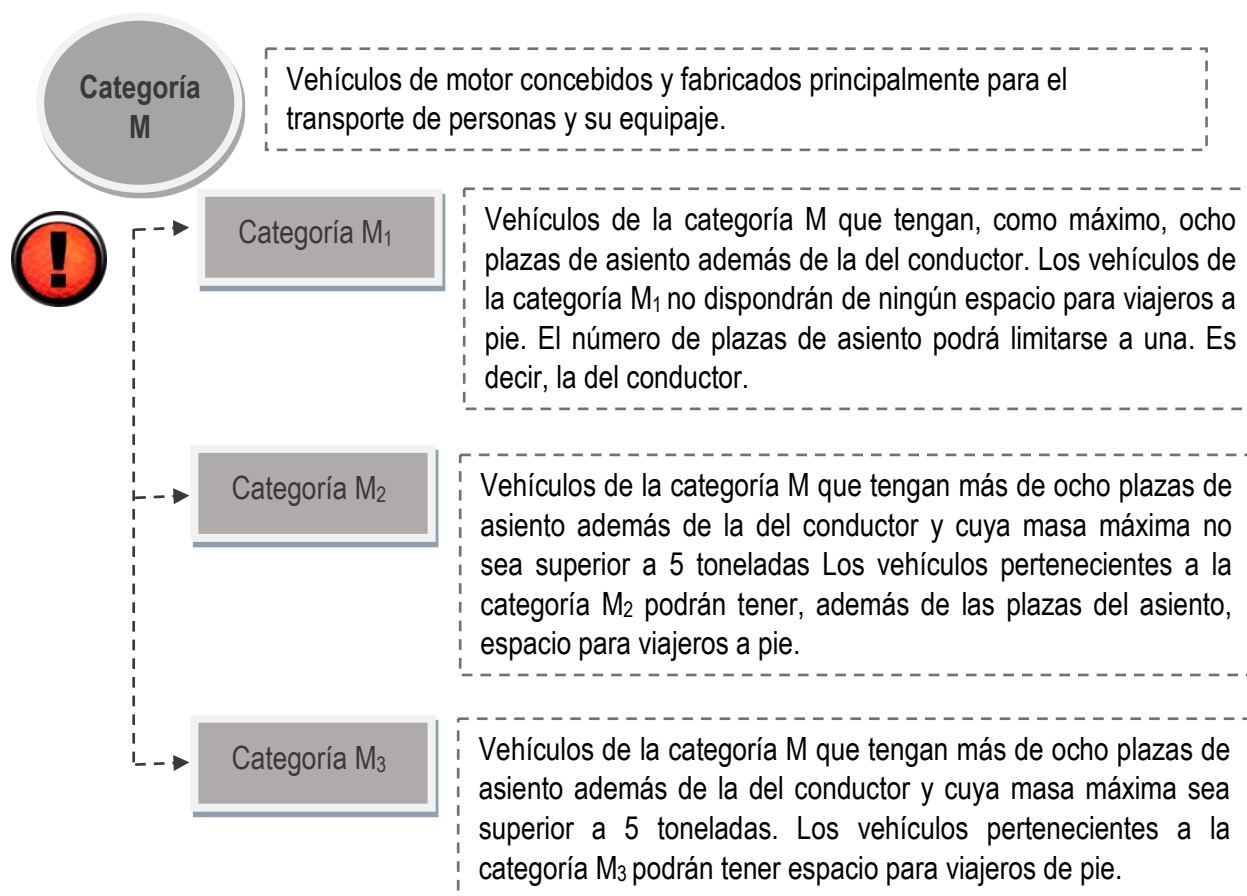 Categoría
M
Vehículos de motor concebidos y fabricados principalmente para el
transporte de personas y su equipaje.
Categoría M₁
Vehículos de la categoría M que tengan, como máximo, ocho
plazas de asiento además de la del conductor. Los vehículos de
la categoría M₁ no dispondrán de ningún espacio para viajeros a
pie. El número de plazas de asiento podrá limitarse a una. Es
decir, la del conductor.
Categoría M₂
Vehículos de la categoría M que tengan más de ocho plazas de
asiento además de la del conductor y cuya masa máxima no
sea superior a 5 toneladas Los vehículos pertenecientes a la
categoría M₂ podrán tener, además de las plazas del asiento,
espacio para viajeros a pie.
Categoría M₃
Vehículos de la categoría M que tengan más de ocho plazas de
asiento además de la del conductor y cuya masa máxima sea
superior a 5 toneladas. Los vehículos pertenecientes a la
categoría M₃ podrán tener espacio para viajeros de pie.